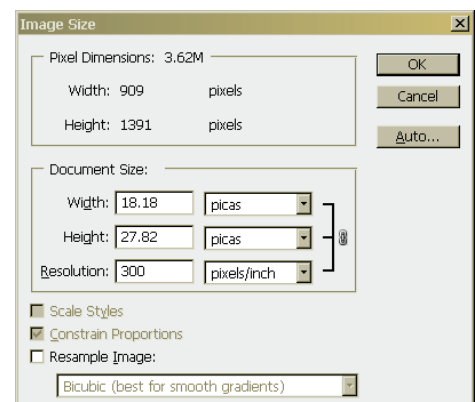 Image Size
Pixel Dimensions: 3.62M
OK
Width: 909 pixels
Cancel
Height: 1391 pixels
Auto...
Document Size:
Width: 18.18 picas
Height: 27.82 picas
Resolution: 300 pixels/inch
Scale Styles
Constrain Proportions
Resample Image:
Bicubic (best for smooth gradients)